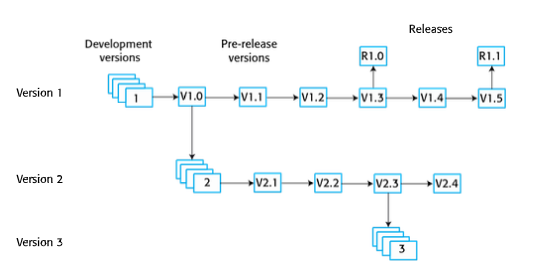 Releases
Development
versions
Pre-release
versions
R1.0
R1.1
Version 1
1
V1.0
V1.1
V1.2
V1.3
V1.4
V1.5
Version 2
2
V2.1
V2.2
V2.3
V2.4
Version 3
3